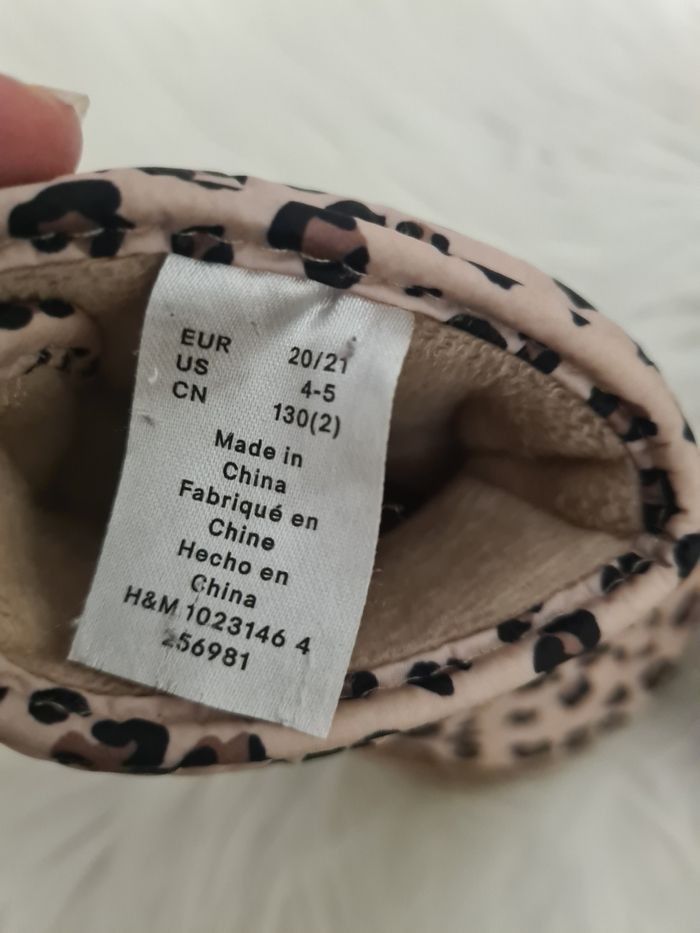 EUR 20/21
US 4-5
CN 130(2)
Made in
China
Fabriqué en
Chine
Hecho en
China
H&M 1023146 4
256981